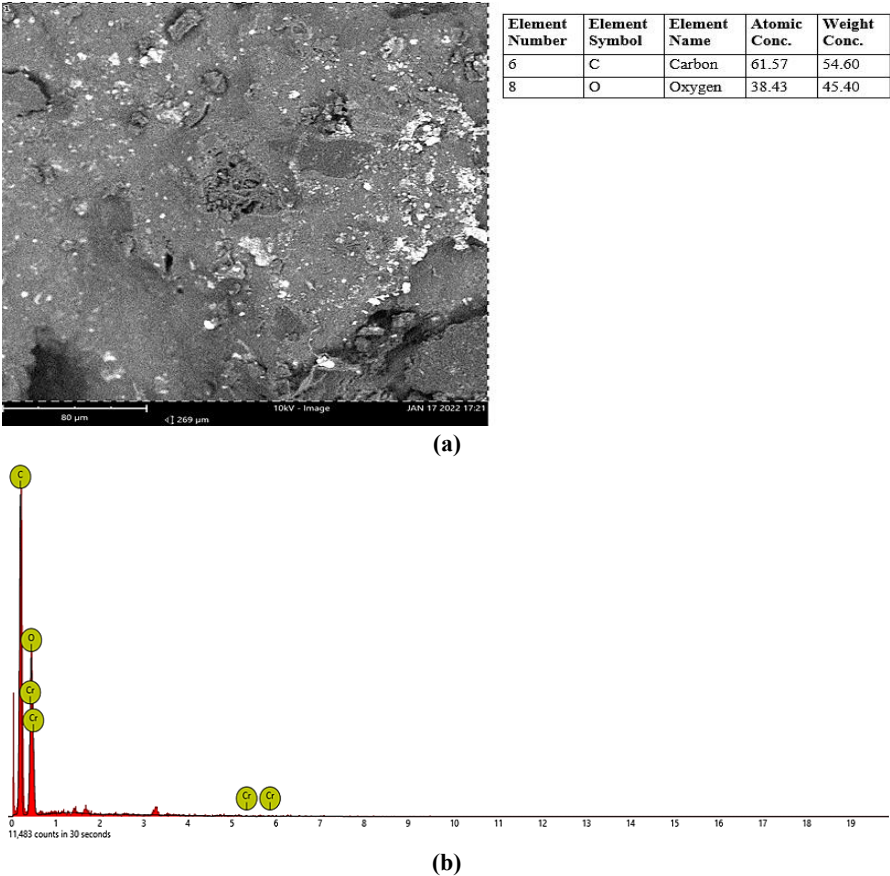 Element Number Element Symbol Element Name Atomic Conc. Weight Conc.
6 C Carbon 61.57 54.60
8 O Oxygen 38.43 45.40
80 µm 269 µm 10kV - Image JAN 17 2022 17:21
(a)
C
O
Cr
Cr
Cr Cr
0 1 2 3 4 5 6 7 8 9 10 11 12 13 14 15 16 17 18 19
11,483 counts in 30 seconds
(b)